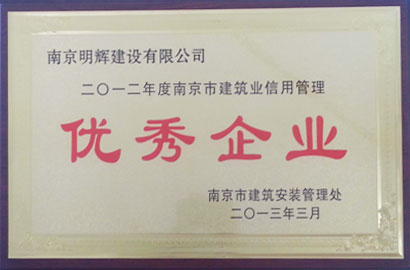 南京明辉建设有限公司
二〇一二年度南京市建筑业信用管理
优秀企业
南京市建筑安装管理处
二〇一三年三月